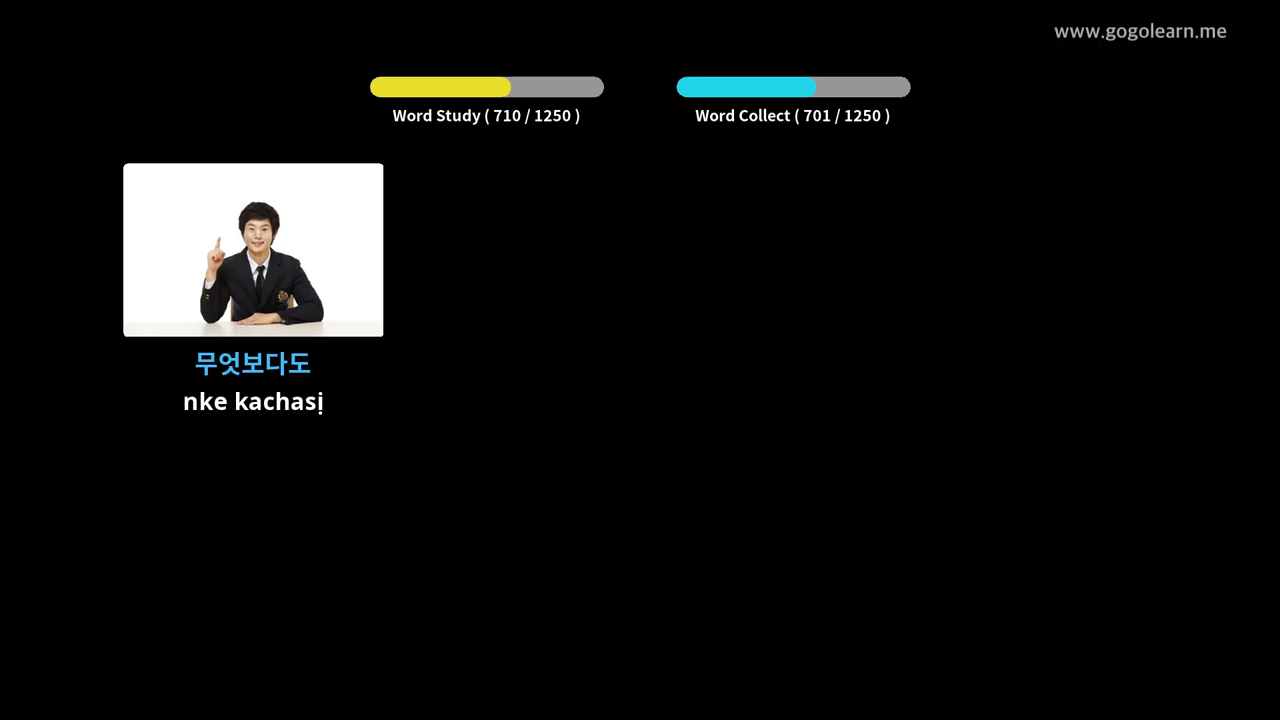 www.gogolearn.me
Word Study ( 710 / 1250 )
Word Collect ( 701 / 1250 )
무엇보다도
nke kachasị